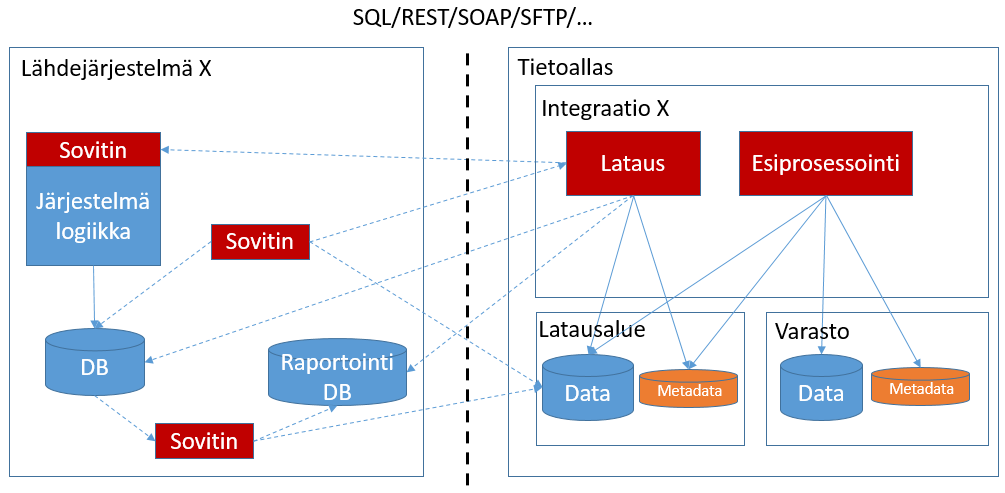 SQL/REST/SOAP/SFTP/...
Lähdejärjestelmä X
Sovitin
Järjestelmä
logiikka
Sovitin
DB
Raportointi
DB
Sovitin
Tietoallas
Integraatio X
Lataus
Esiprosessointi
Latausalue
Data
Metadata
Varasto
Data
Metadata